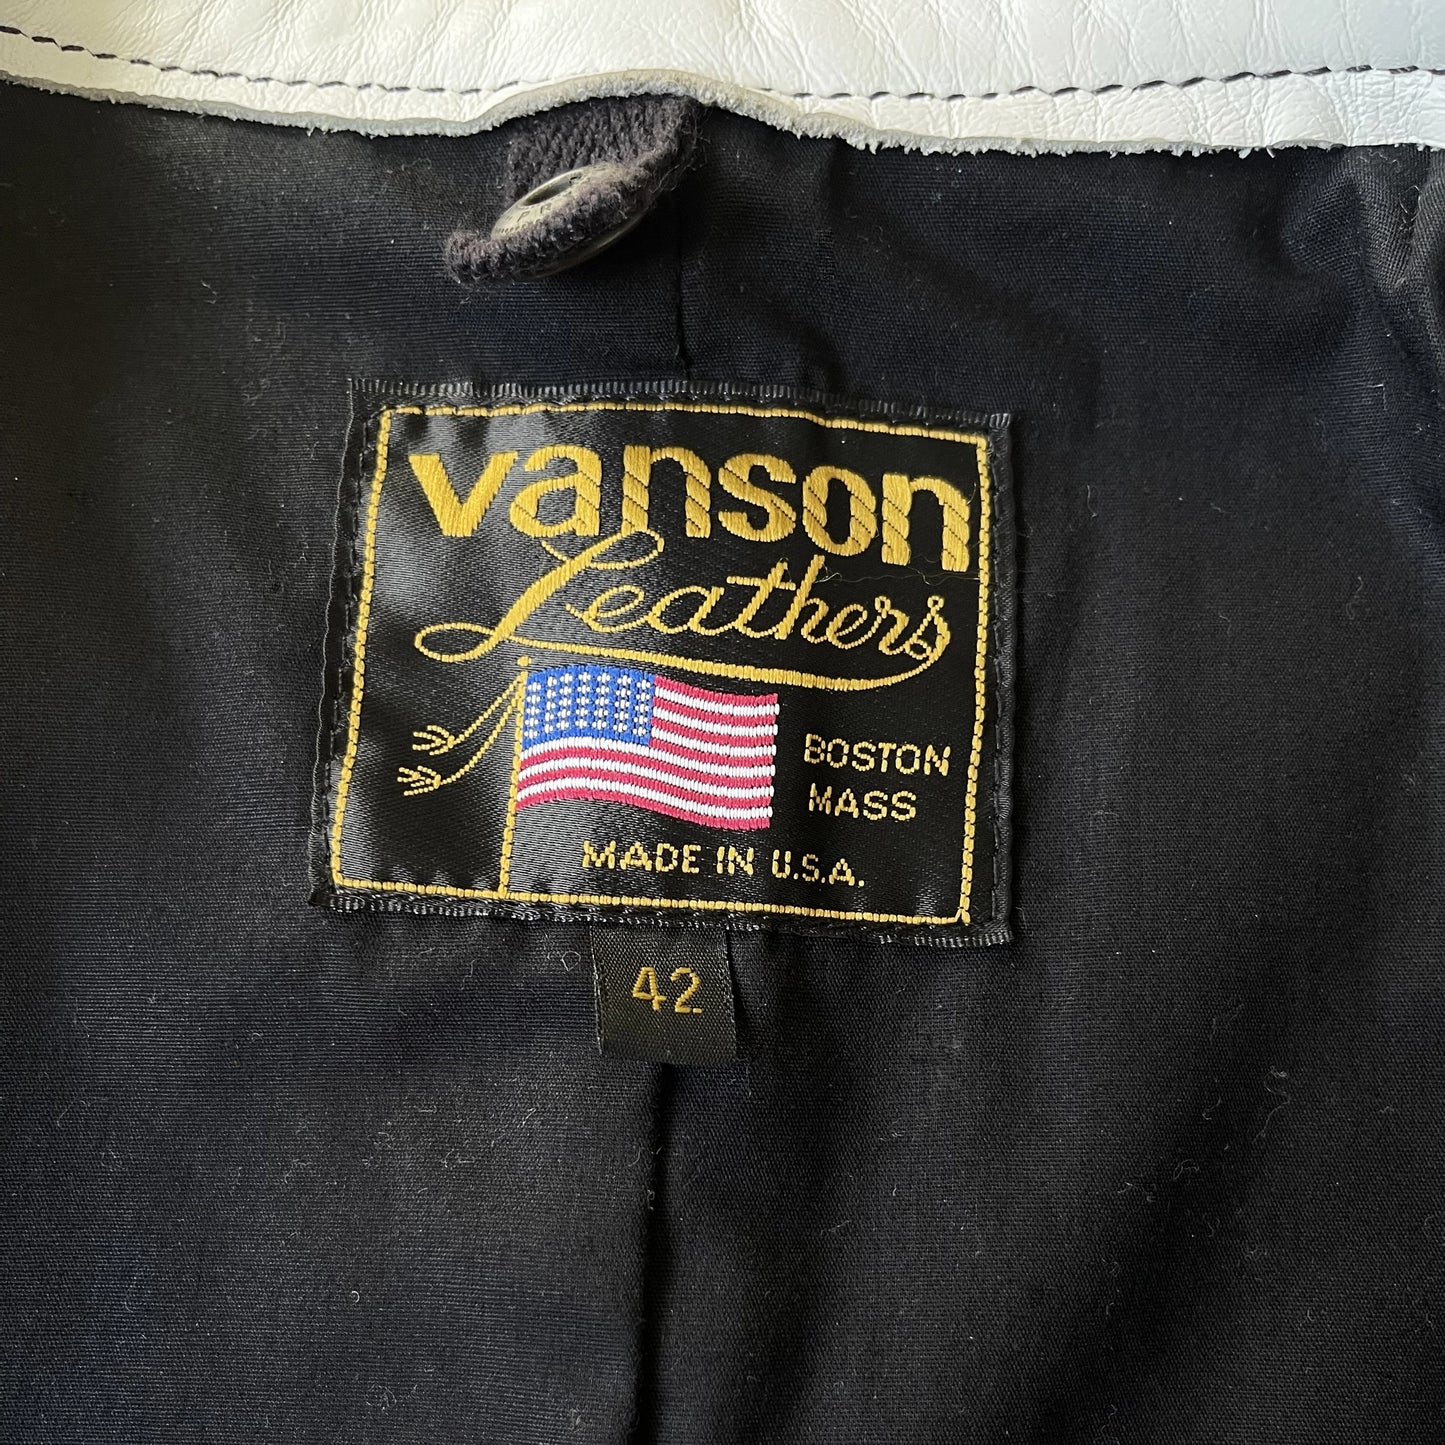 vanson
Leathers
BOSTON
MASS
MADE IN U.S.A.
42